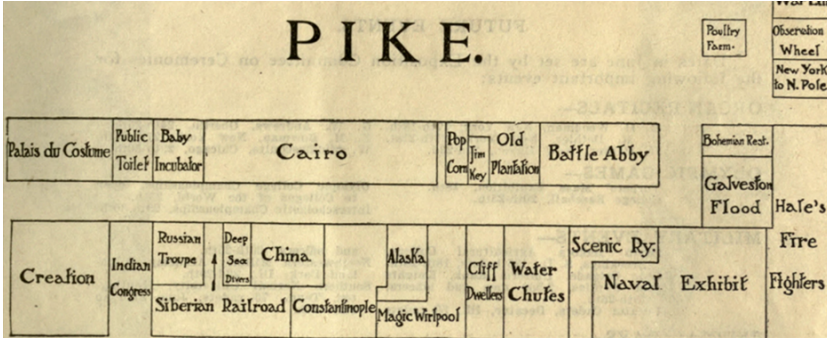 PIKE.
Poultry
Farm.
Observation
Wheel
New York
to N. Pole
Palais du Costume
Public
Toilet
Baby
Incubator
Cairo
Pop
Corn
Jim
Key
Old
Plantation
Battle Abby
Bohemian Rest.
Galveston
Flood
Hale's
Fire
Fighters
Creation
Indian
Congress
Russian
Troupe
Deep
Sea
Divers
Siberian Railroad
China
Constantinople
Alaska
Magic Wirlpool
Cliff
Dwellers
Water
Chutes
Scenic Ry.
Naval Exhibit